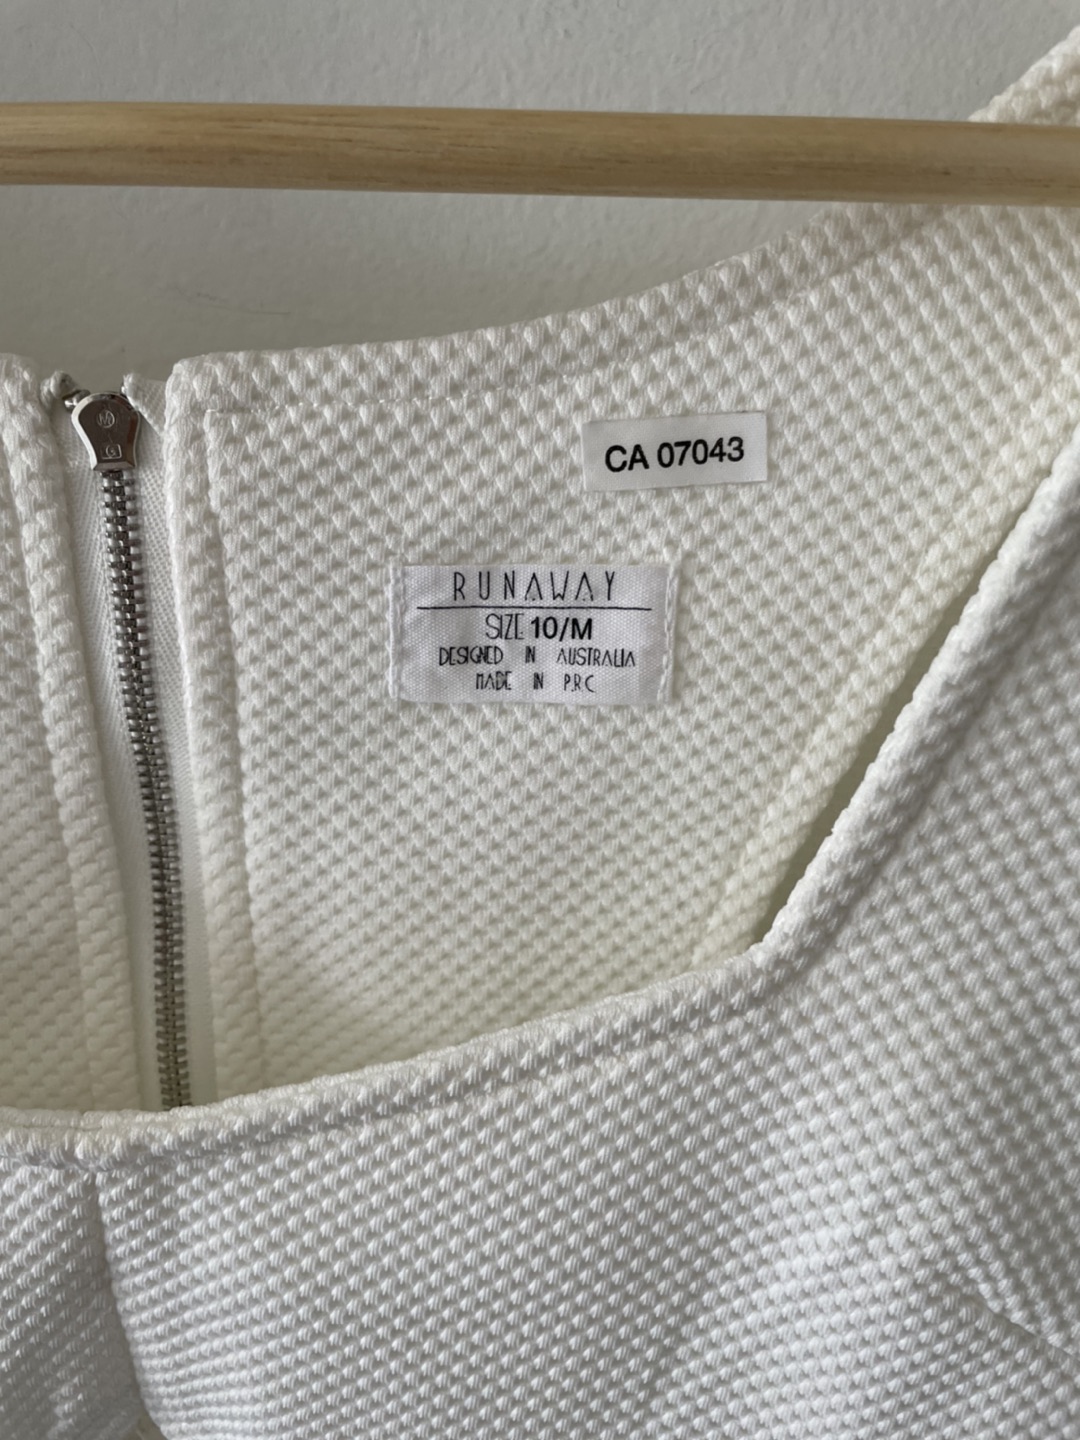 CA 07043
RUNAWAY
SIZE 10/M
DESIGNED IN AUSTRALIA
MADE IN P.R.C